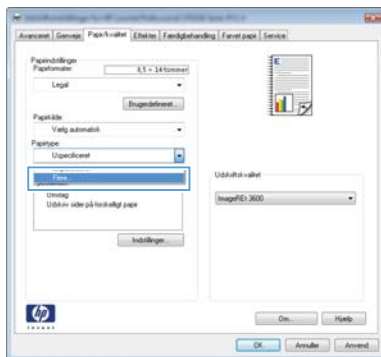 Avanceret Genveje Papir/kvalitet Effekter Færdigbehandling Farvet papir Service
Papirindstillinger
Papirformater:
8,5 × 14 tommer
Legal
Brugerdefineret...
Papirkilde:
Vælg automatisk
Papirtype:
Uspecificeret
Flere...
Omslag
Udskriv sider på forskelligt papir
Indstillinger...
E
Udskriftskvalitet
ImageREt 3600
hp
invent
Om...
Hjælp
OK
Annuller
Anvend